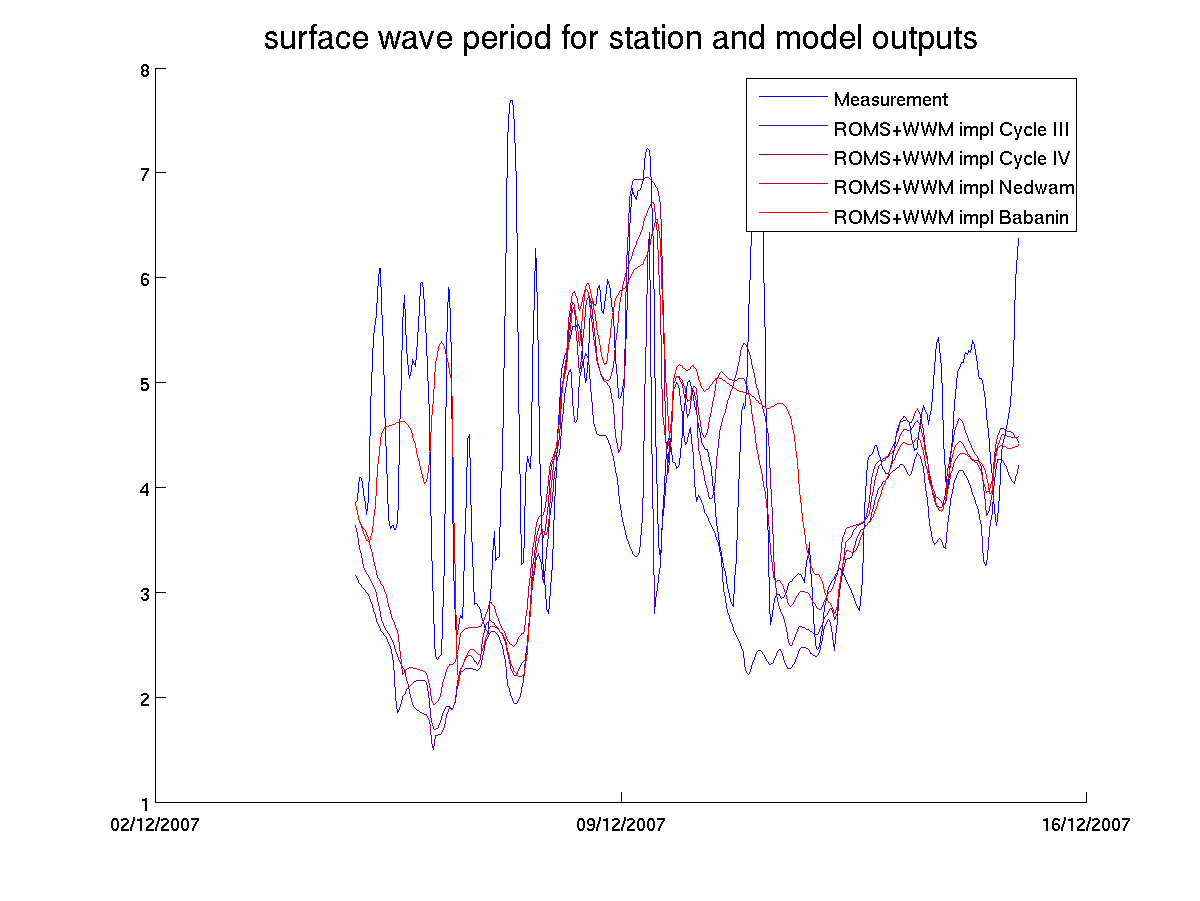 surface wave period for station and model outputs
8
7
6
5
4
3
2
1
Measurement
ROMS+WWM impl Cycle III
ROMS+WWM impl Cycle IV
ROMS+WWM impl Nedwam
ROMS+WWM impl Babanin
02/12/2007
09/12/2007
16/12/2007